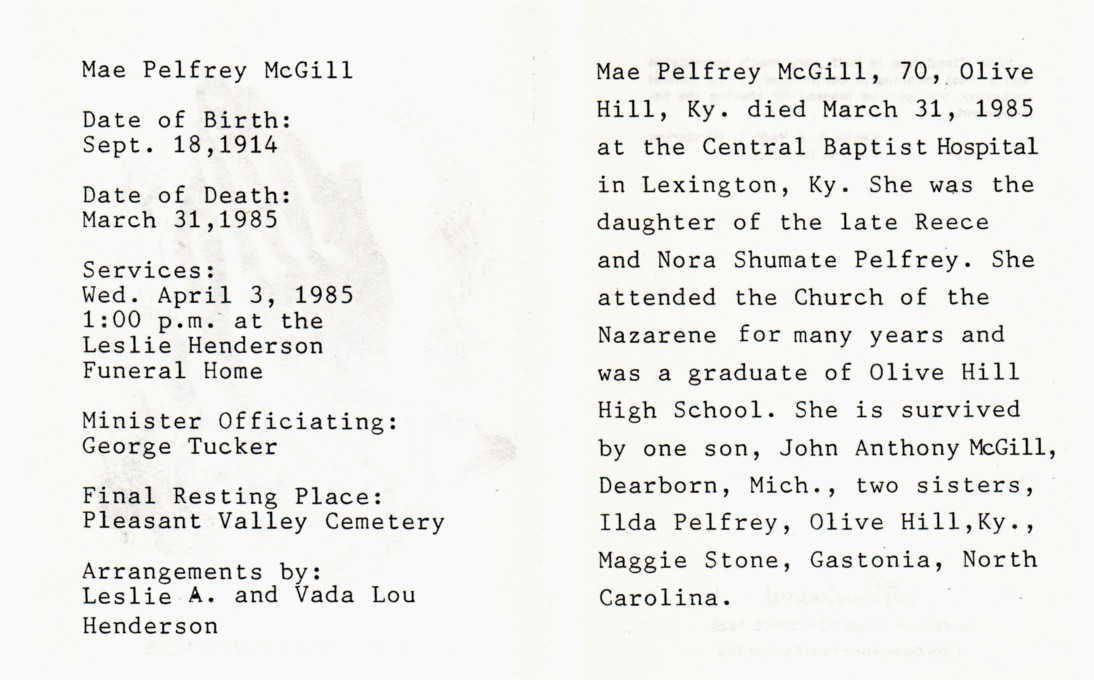 Mae Pelfrey McGill
Date of Birth:
Sept. 18,1914
Date of Death:
March 31,1985
Services:
Wed. April 3, 1985
1:00 p.m. at the
Leslie Henderson
Funeral Home
Minister Officiating:
George Tucker
Final Resting Place:
Pleasant Valley Cemetery
Arrangements by:
Leslie A. and Vada Lou
Henderson
Mae Pelfrey McGill, 70, Olive
Hill, Ky. died March 31, 1985
at the Central Baptist Hospital
in Lexington, Ky. She was the
daughter of the late Reece
and Nora Shumate Pelfrey. She
attended the Church of the
Nazarene for many years and
was a graduate of Olive Hill
High School. She is survived
by one son, John Anthony McGill,
Dearborn, Mich., two sisters,
Ilda Pelfrey, Olive Hill,Ky.,
Maggie Stone, Gastonia, North
Carolina.